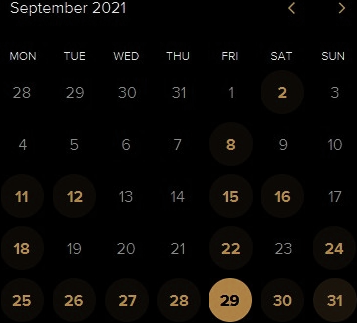 September 2021
MON TUE WED THU FRI SAT SUN
28 29 30 31 1 2 3
4 5 6 7 8 9 10
11 12 13 14 15 16 17
18 19 20 21 22 23 24
25 26 27 28 29 30 31